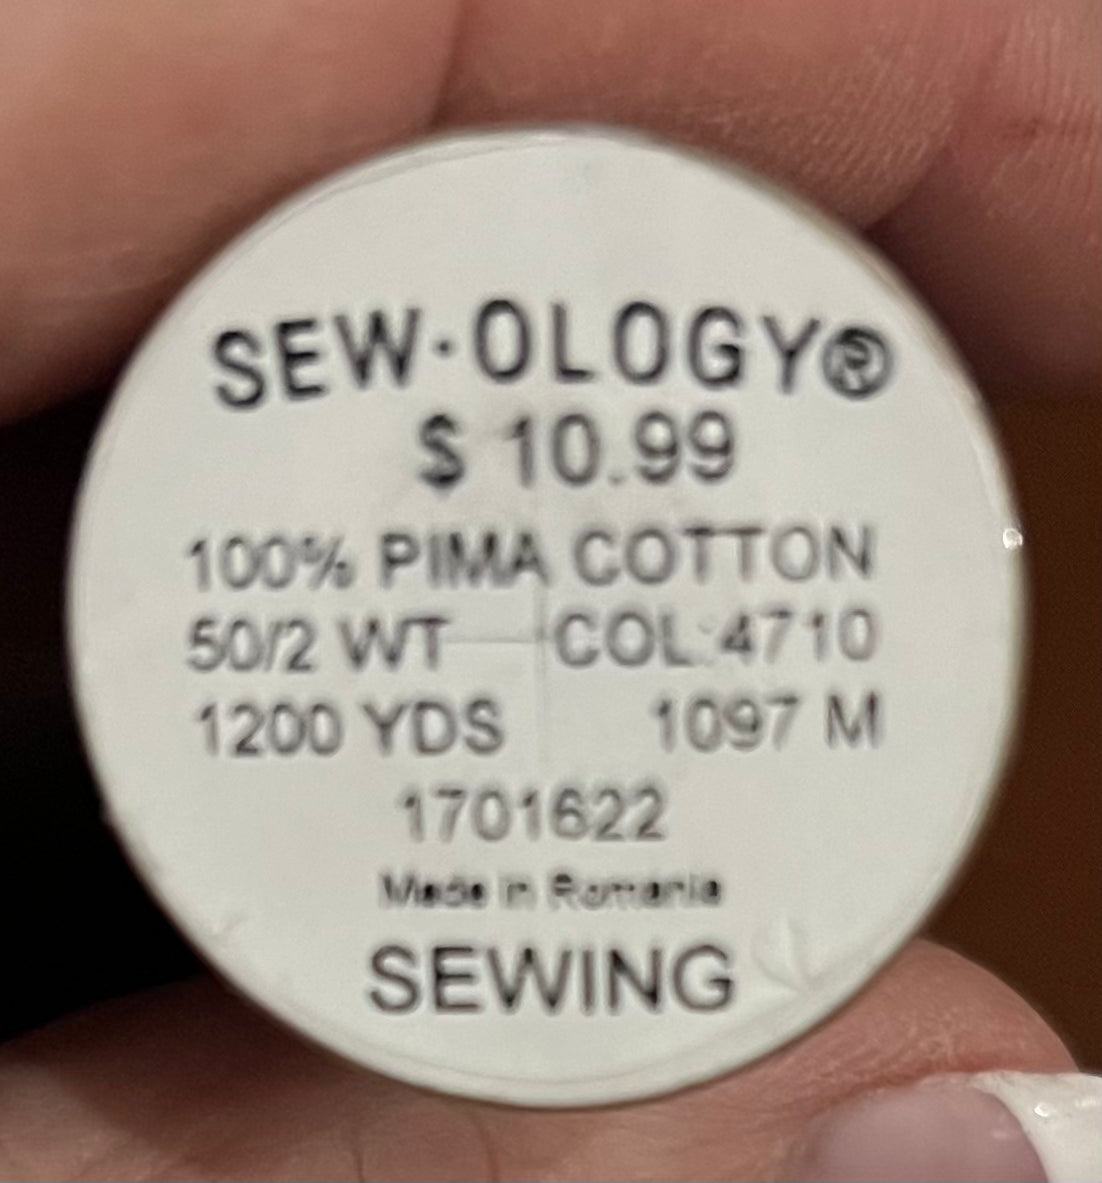 SEW·OLOGY®
$ 10.99
100% PIMA COTTON
50/2 WT COL:4710
1200 YDS 1097 M
1701622
Made in Romania
SEWING